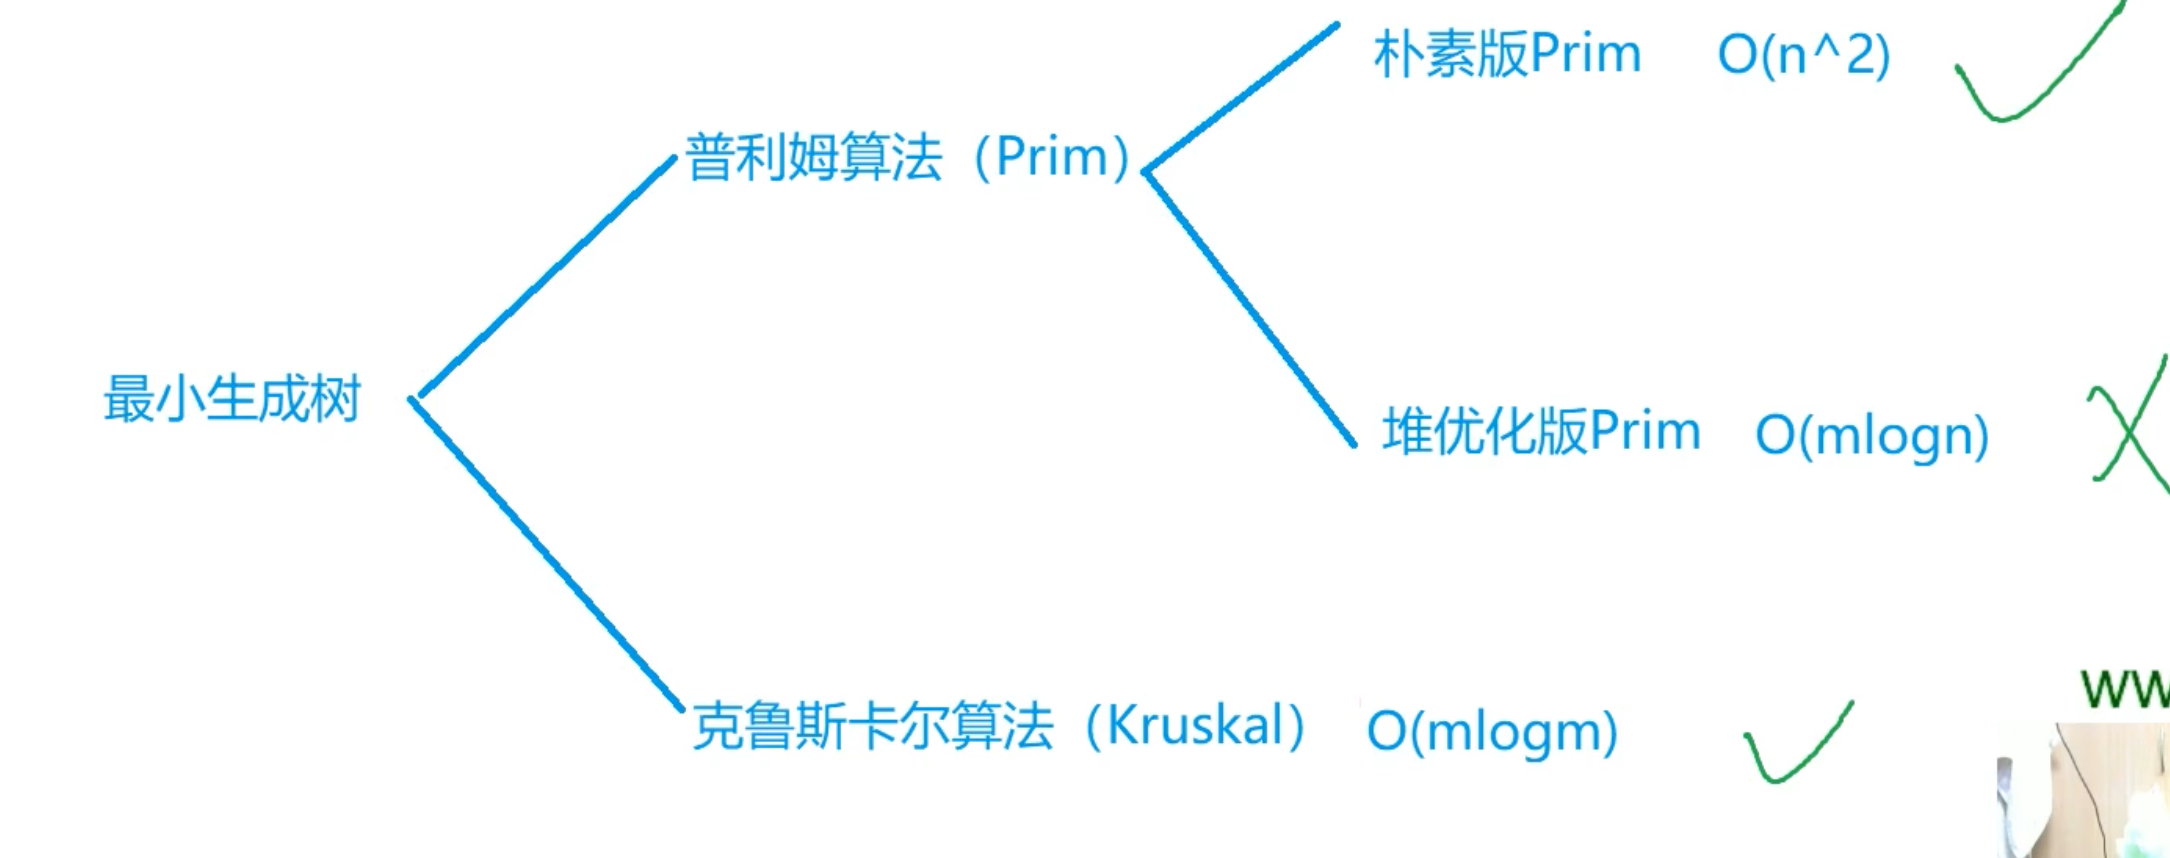 朴素版Prim O(n^2)
普利姆算法（Prim）
最小生成树
堆优化版Prim O(mlogn)
克鲁斯卡尔算法（Kruskal） O(mlogm)